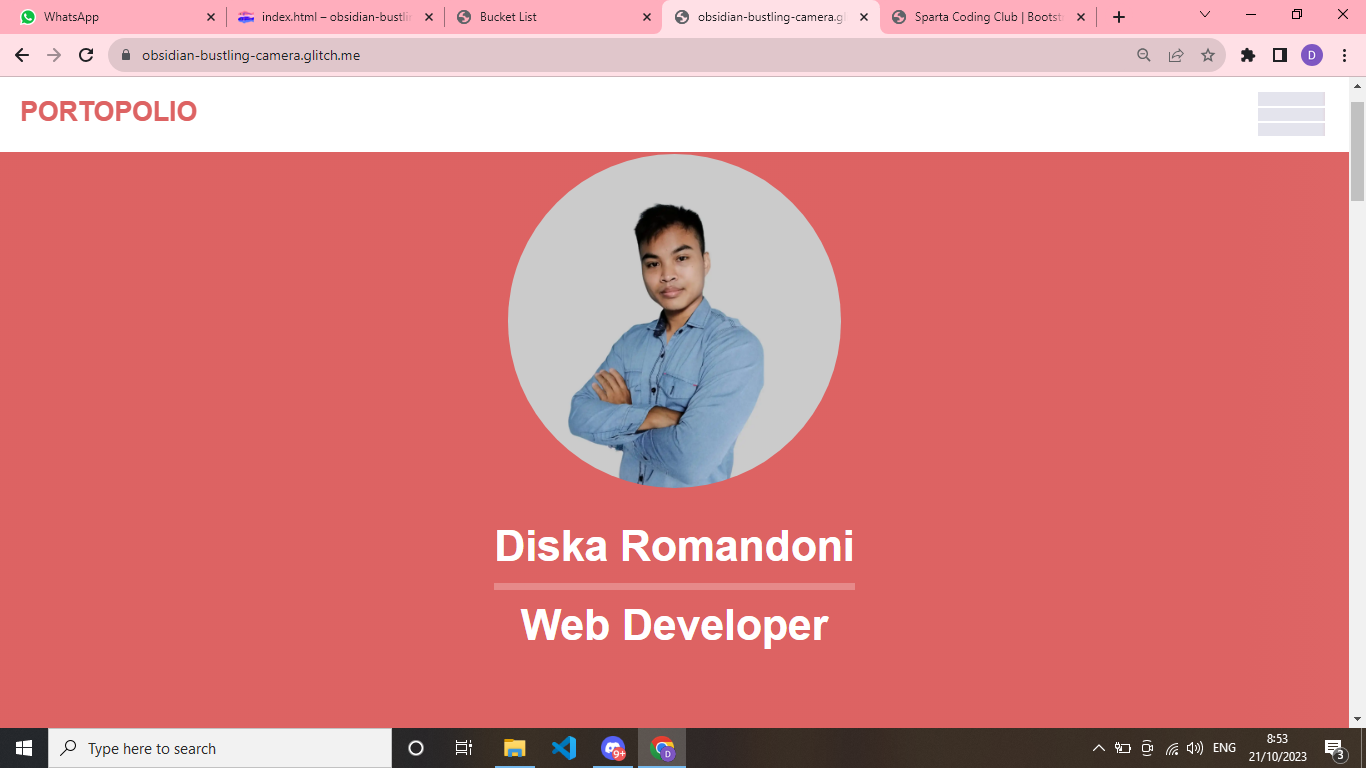 WhatsApp
index.html – obsidian-bustlin
Bucket List
obsidian-bustling-camera.gl
Sparta Coding Club | Bootst
obsidian-bustling-camera.glitch.me
D
PORTOPOLIO
Diska Romandoni
Web Developer
Type here to search
9+
D
ENG
8:53
21/10/2023
3